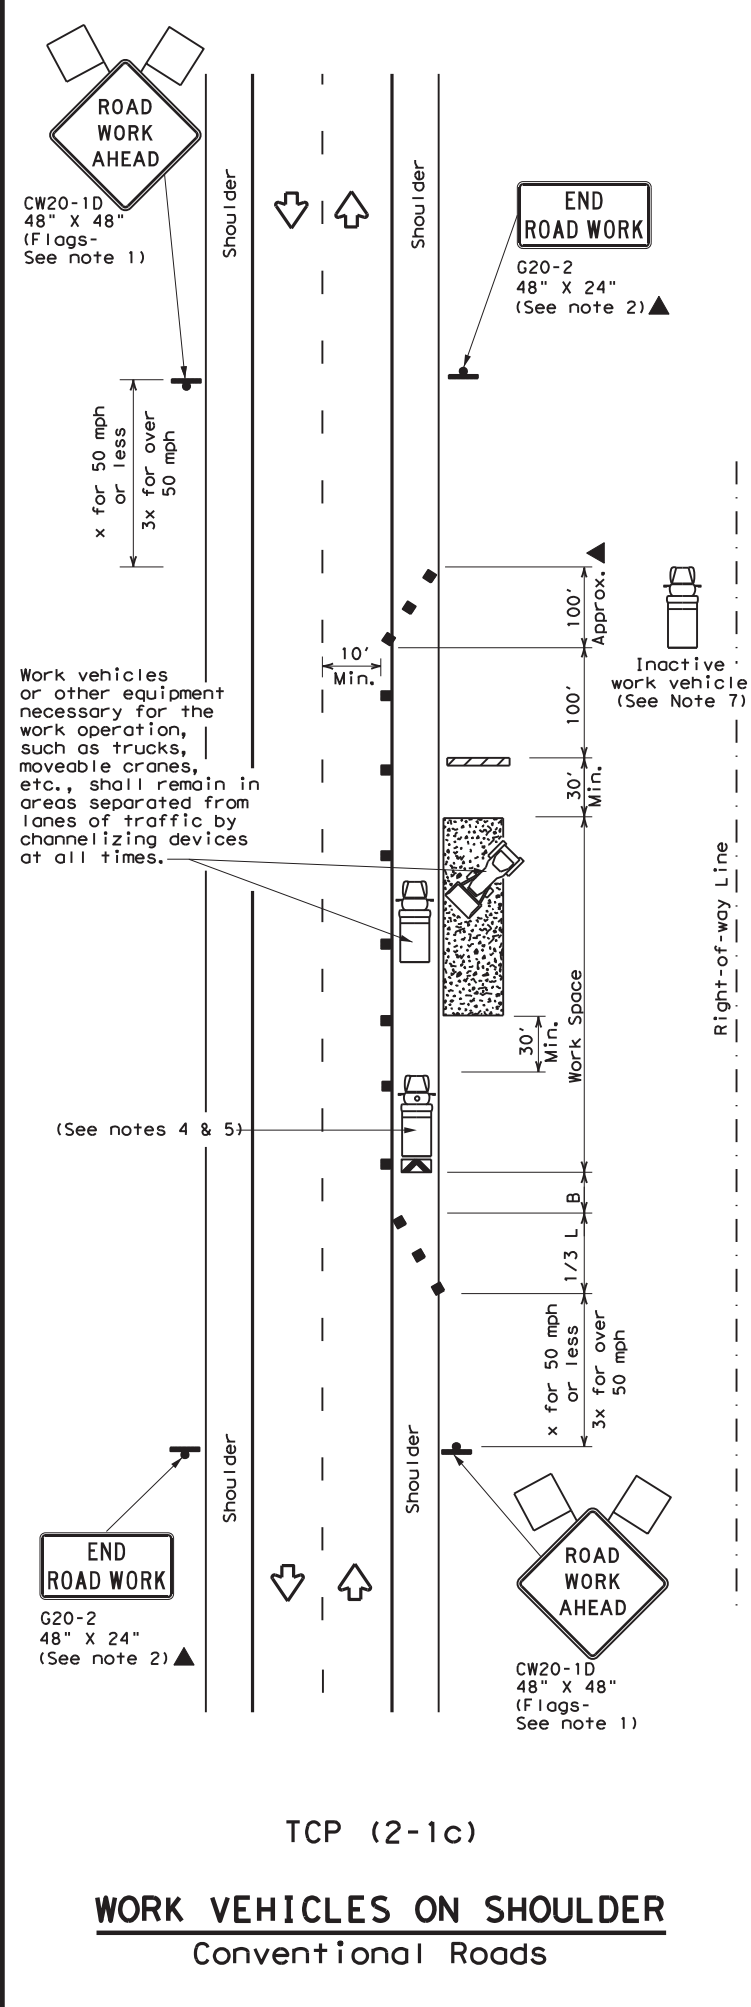 ROAD
WORK
AHEAD
CW20-1D
48" X 48"
(Flags-
See note 1)
Shoulder
Shoulder
END
ROAD WORK
G20-2
48" X 24"
(See note 2)▲
x for 50 mph
or less
3x for over
50 mph
100'
Approx.
▲
Inactive
work vehicle
(See Note 7)
10'
Min.
100'
Work vehicles
or other equipment
necessary for the
work operation,
such as trucks,
moveable cranes,
etc., shall remain in
areas separated from
lanes of traffic by
channelizing devices
at all times.
30'
Min.
Right-of-way Line
Work Space
30'
Min.
(See notes 4 & 5)
B
1/3 L
x for 50 mph
or less
3x for over
50 mph
Shoulder
Shoulder
END
ROAD WORK
G20-2
48" X 24"
(See note 2)▲
ROAD
WORK
AHEAD
CW20-1D
48" X 48"
(Flags-
See note 1)
TCP (2-1c)
WORK VEHICLES ON SHOULDER
Conventional Roads